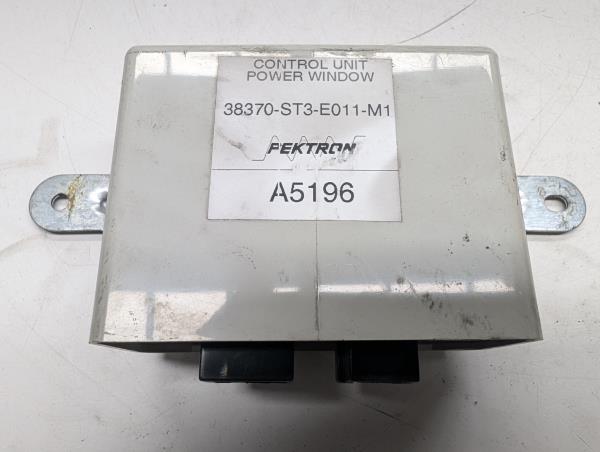 CONTROL UNIT
POWER WINDOW
38370-ST3-E011-M1
PEKTRON
A5196